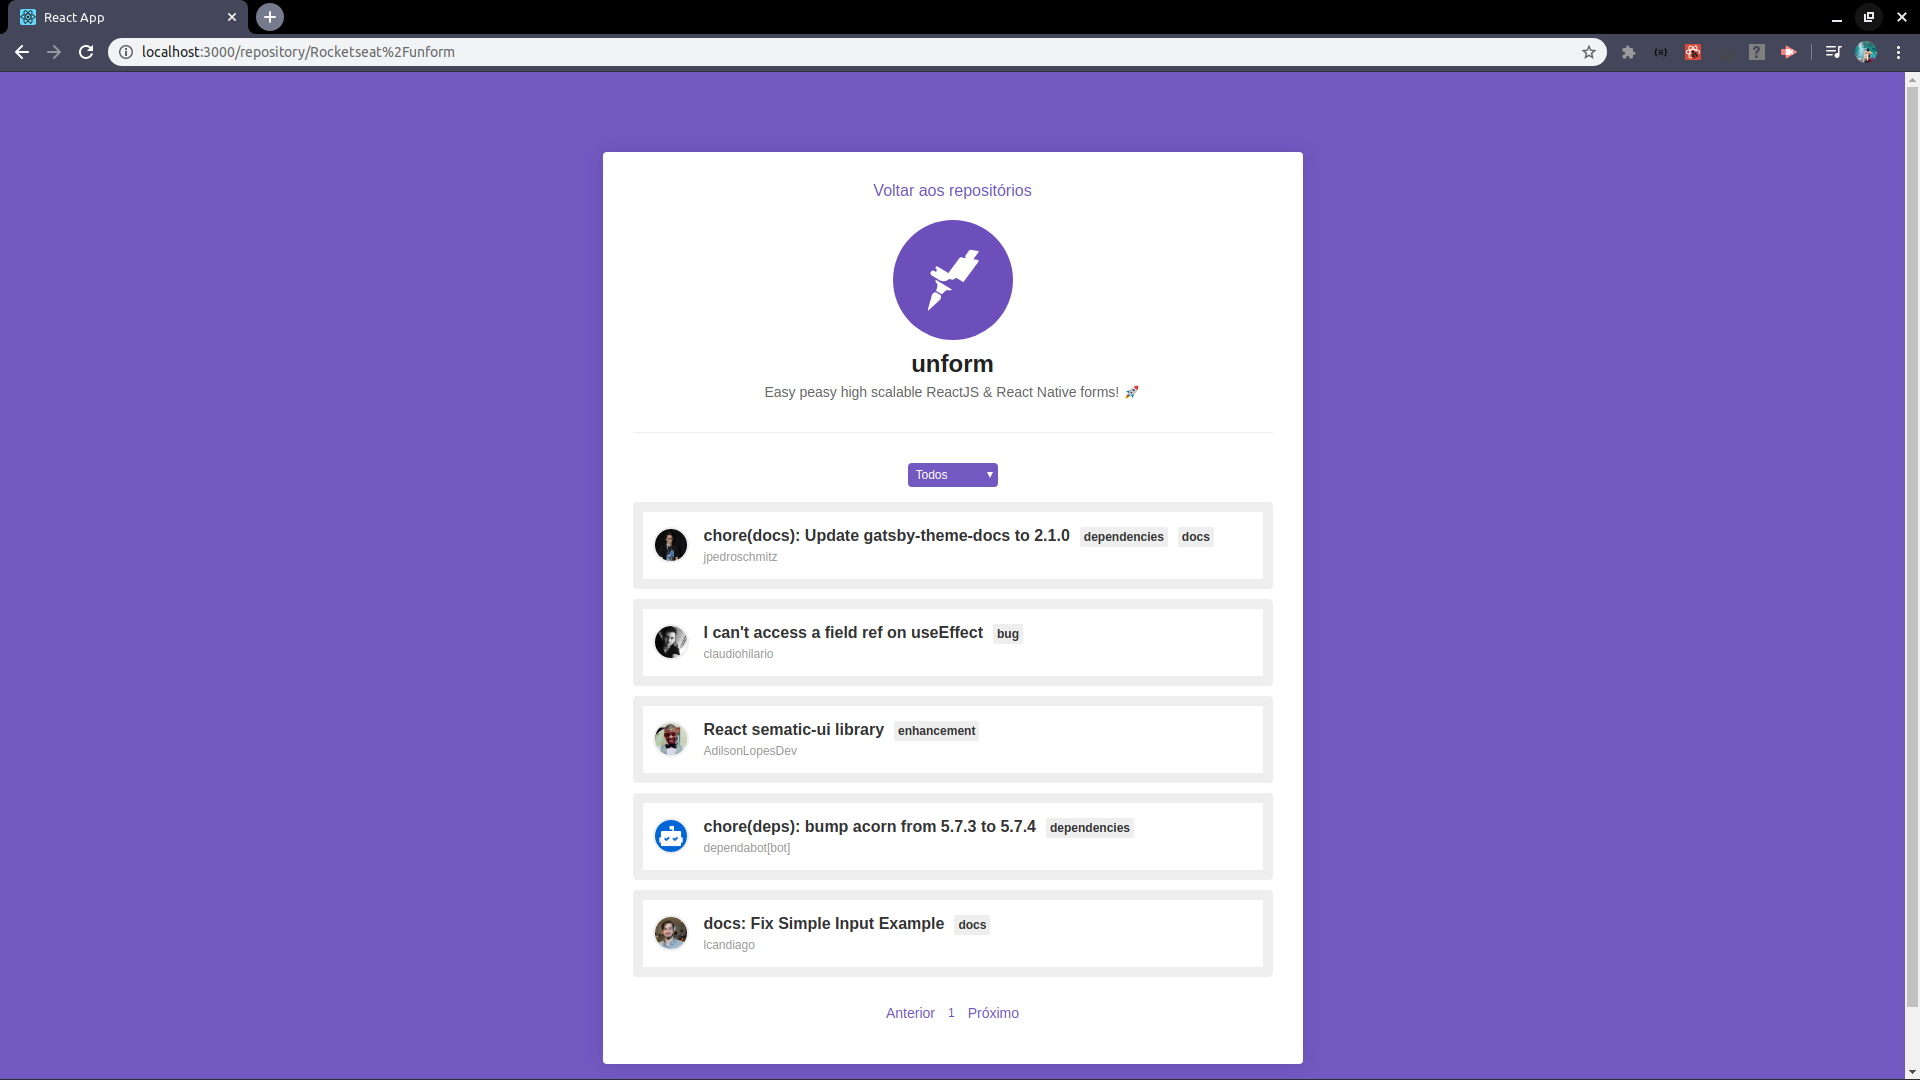 React App
localhost:3000/repository/Rocketseat%2Funform
Voltar aos repositórios
unform
Easy peasy high scalable ReactJS & React Native forms! 🚀
Todos
chore(docs): Update gatsby-theme-docs to 2.1.0 dependencies docs
jpedroschmitz
I can't access a field ref on useEffect bug
claudiohilario
React sematic-ui library enhancement
AdilsonLopesDev
chore(deps): bump acorn from 5.7.3 to 5.7.4 dependencies
dependabot[bot]
docs: Fix Simple Input Example docs
lcandiago
Anterior 1 Próximo